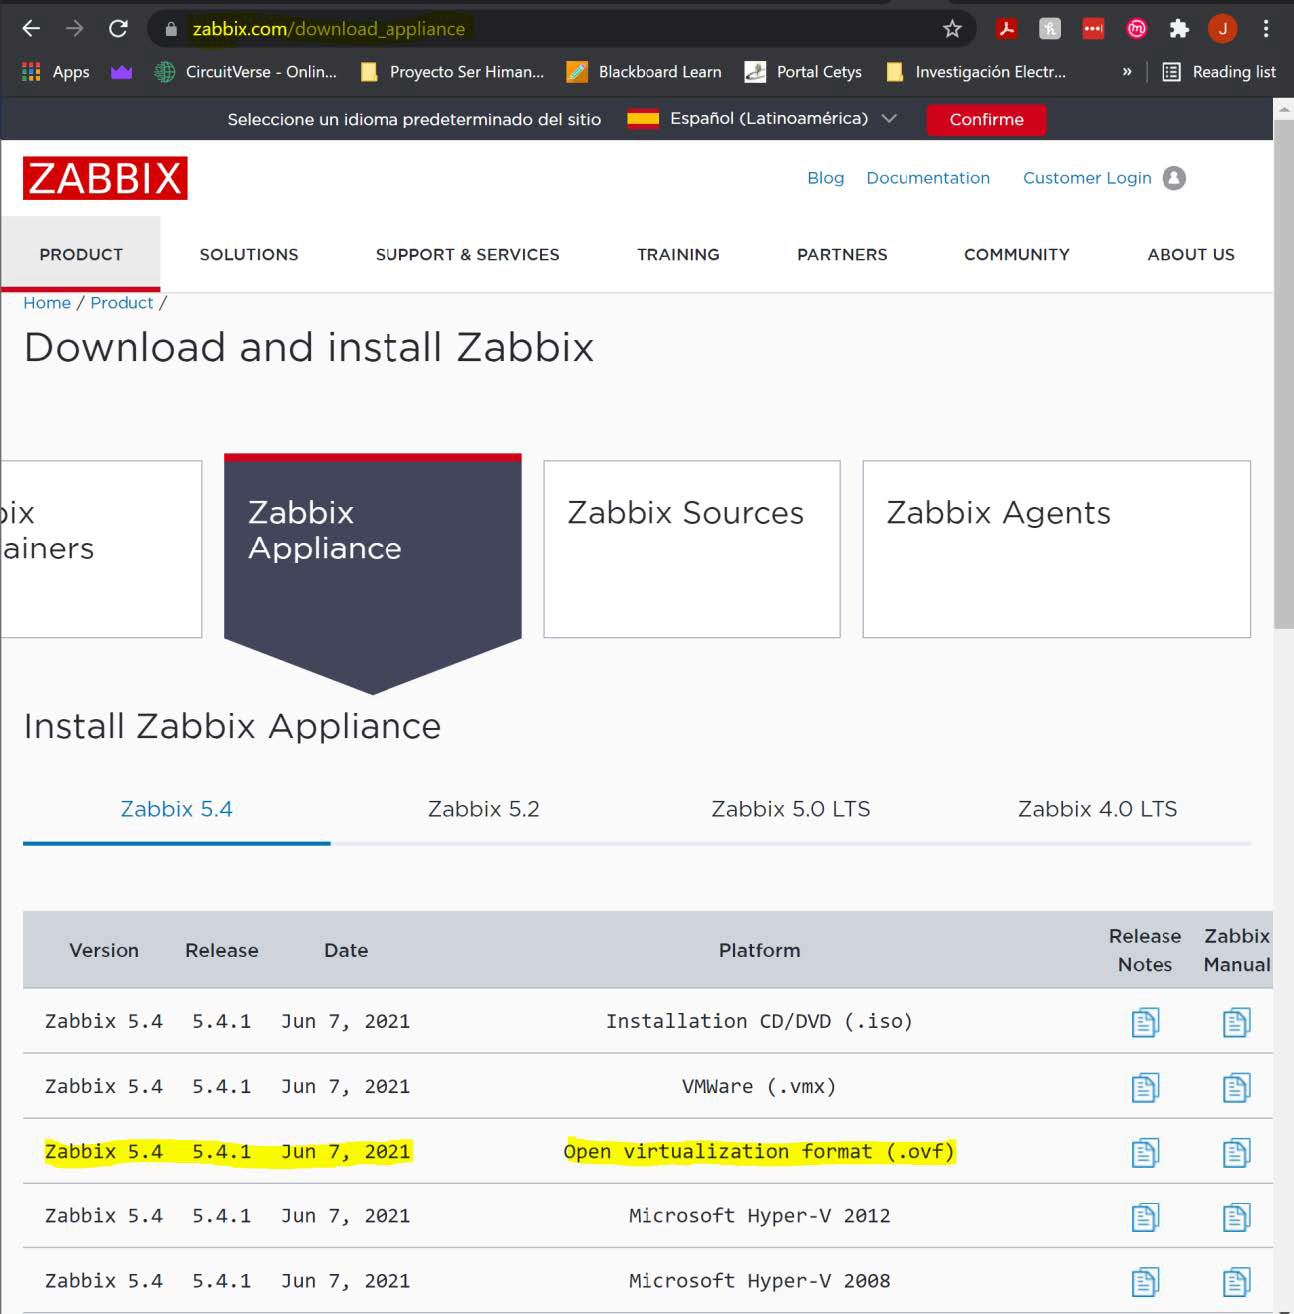 zabbix.com/download_appliance
J
Apps
CircuitVerse - Onlin...
Proyecto Ser Himan...
Blackboard Learn
Portal Cetys
Investigación Electr...
»
Reading list
Seleccione un idioma predeterminado del sitio
Español (Latinoamérica)
Confirme
ZABBIX
Blog
Documentation
Customer Login
PRODUCT
SOLUTIONS
SUPPORT & SERVICES
TRAINING
PARTNERS
COMMUNITY
ABOUT US
Home / Product /
Download and install Zabbix
bix
ainers
Zabbix
Appliance
Zabbix Sources
Zabbix Agents
Install Zabbix Appliance
Zabbix 5.4
Zabbix 5.2
Zabbix 5.0 LTS
Zabbix 4.0 LTS
Version Release Date Platform Release Notes Zabbix Manual
Zabbix 5.4 5.4.1 Jun 7, 2021 Installation CD/DVD (.iso)
Zabbix 5.4 5.4.1 Jun 7, 2021 VMWare (.vmx)
Zabbix 5.4 5.4.1 Jun 7, 2021 Open virtualization format (.ovf)
Zabbix 5.4 5.4.1 Jun 7, 2021 Microsoft Hyper-V 2012
Zabbix 5.4 5.4.1 Jun 7, 2021 Microsoft Hyper-V 2008